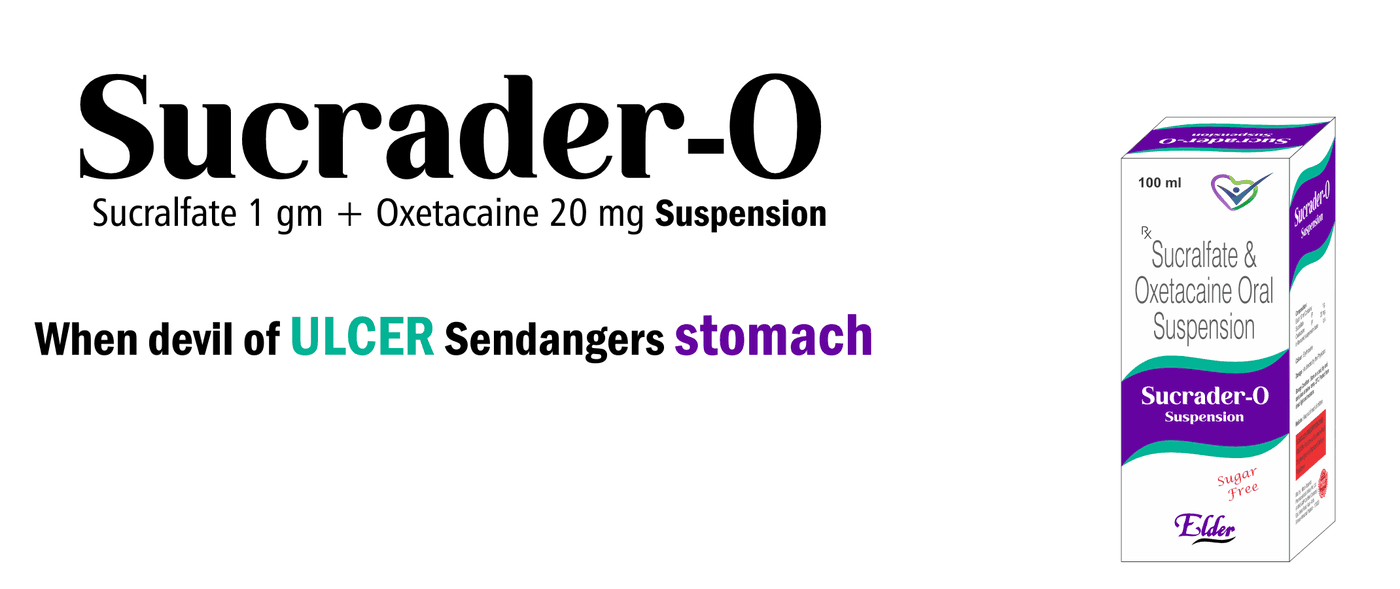 Sucrader-O
Sucralfate 1 gm + Oxetacaine 20 mg Suspension
When devil of ULCER Sendangers stomach
Sucrader-O
Suspension
100 ml
Rx
Sucralfate &
Oxetacaine Oral
Suspension
Sucrader-O
Suspension
Sugar
Free
Elder
Sucrader-O
Suspension